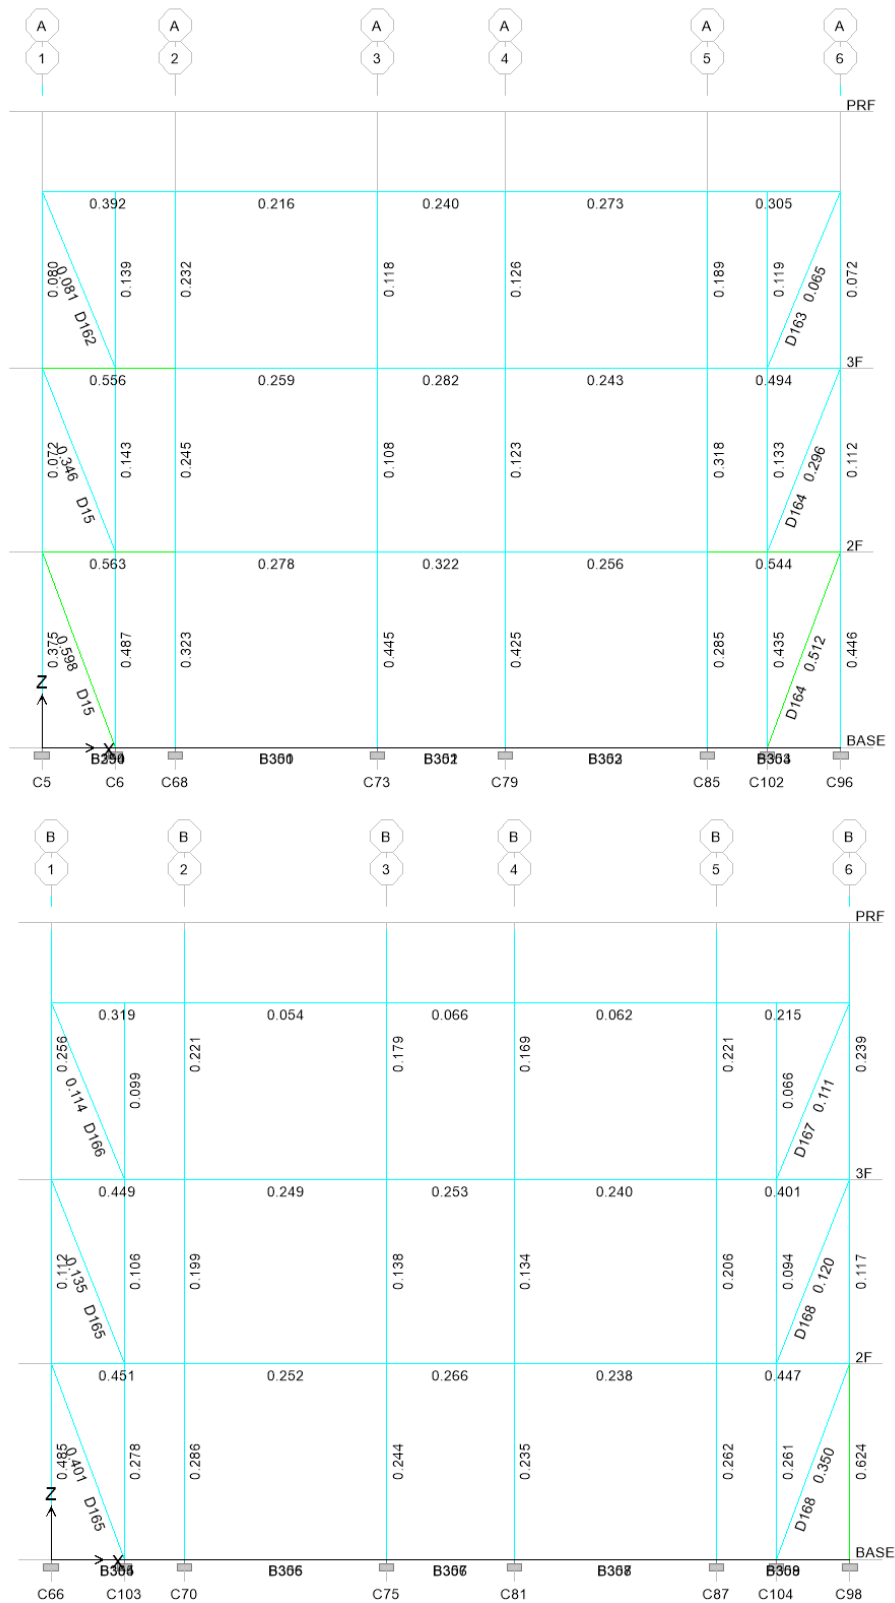 A A A A A A
1 2 3 4 5 6
PRF
0.392 0.216 0.240 0.273 0.305
0.080 0.081 D162 0.139 0.232 0.118 0.126 0.189 0.119 D163 0.065 0.072
3F
0.556 0.259 0.282 0.243 0.494
0.072 0.346 D15 0.143 0.245 0.108 0.123 0.318 0.133 D164 0.296 0.112
2F
0.563 0.278 0.322 0.256 0.544
0.375 0.598 D15 0.487 0.323 0.445 0.425 0.285 0.435 D164 0.512 0.446
Z
X
BASE
C5 C6 C68 C73 C79 C85 C102 C96
B B B B B B
1 2 3 4 5 6
PRF
0.319 0.054 0.066 0.062 0.215
0.256 0.114 D166 0.099 0.221 0.179 0.169 0.221 0.066 D167 0.111 0.239
3F
0.449 0.249 0.253 0.240 0.401
0.112 0.135 D165 0.106 0.199 0.138 0.134 0.206 0.094 D168 0.120 0.117
2F
0.451 0.252 0.266 0.238 0.447
0.485 0.401 D165 0.278 0.286 0.244 0.235 0.262 0.261 D168 0.350 0.624
Z
X
BASE
C66 C103 C70 C75 C81 C87 C104 C98